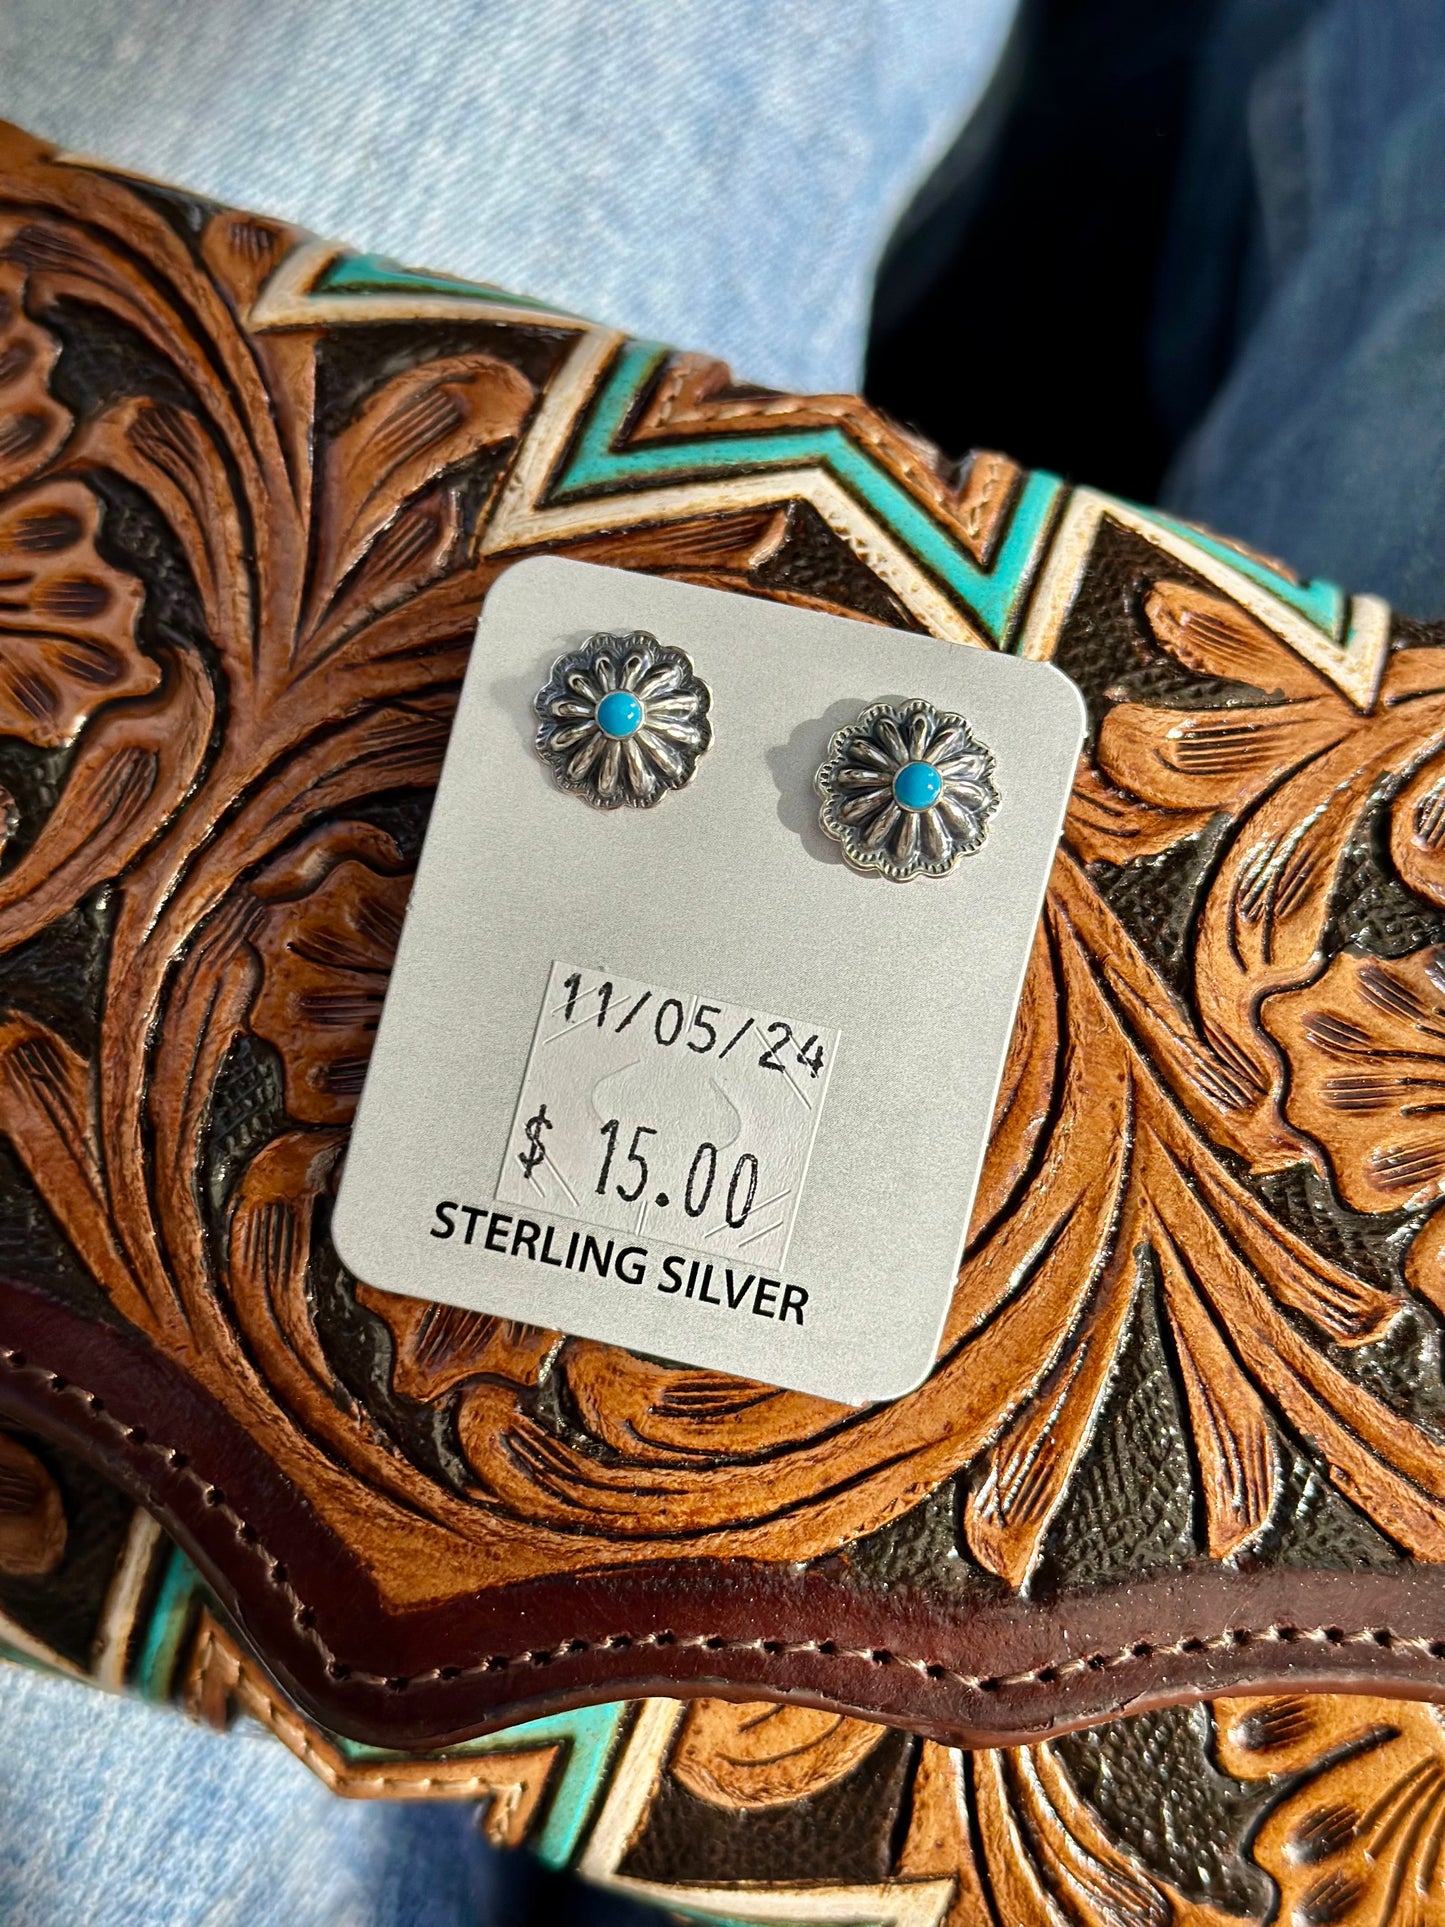 11/05/24
$ 15.00
STERLING SILVER